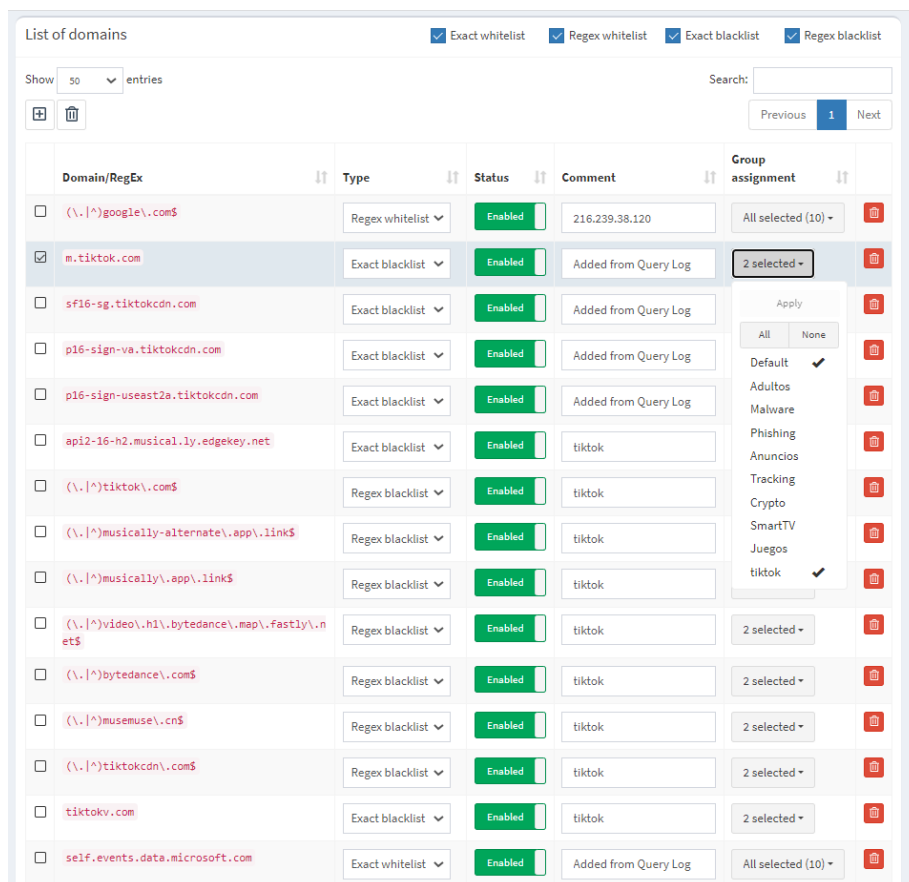 List of domains
Exact whitelist Regex whitelist Exact blacklist Regex blacklist
Show 50 entries
Search:
Previous 1 Next
Domain/RegEx Type Status Comment Group assignment
(\.|^)google\.com$ Regex whitelist Enabled 216.239.38.120 All selected (10)
m.tiktok.com Exact blacklist Enabled Added from Query Log 2 selected
sf16-sg.tiktokcdn.com Exact blacklist Enabled Added from Query Log
p16-sign-va.tiktokcdn.com Exact blacklist Enabled Added from Query Log
p16-sign-useast2a.tiktokcdn.com Exact blacklist Enabled Added from Query Log
api2-16-h2.musical.ly.edgekey.net Exact blacklist Enabled tiktok
(\.|^)tiktok\.com$ Regex blacklist Enabled tiktok
(\.|^)musically-alternate\.app\.link$ Regex blacklist Enabled tiktok
(\.|^)musically\.app\.link$ Regex blacklist Enabled tiktok
Apply
All None
Default
Adultos
Malware
Phishing
Anuncios
Tracking
Crypto
SmartTV
Juegos
tiktok
(\.|^)video\.h1\.bytedance\.map\.fastly\.n
et$ Regex blacklist Enabled tiktok 2 selected
(\.|^)bytedance\.com$ Regex blacklist Enabled tiktok 2 selected
(\.|^)musemuse\.cn$ Regex blacklist Enabled tiktok 2 selected
(\.|^)tiktokcdn\.com$ Regex blacklist Enabled tiktok 2 selected
tiktokv.com Exact blacklist Enabled tiktok 2 selected
self.events.data.microsoft.com Exact whitelist Enabled Added from Query Log All selected (10)